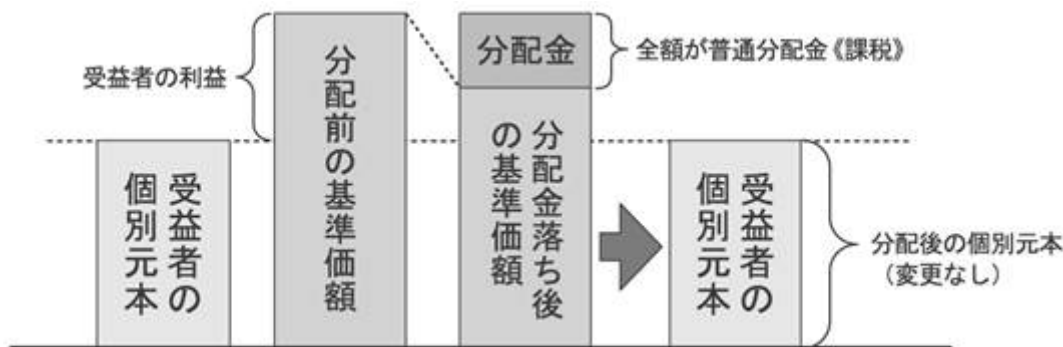 受益者の利益
受益者の
個別元本
分配前の基準価額
分配金
全額が普通分配金《課税》
分配金落ち後
の基準価額
受益者の
個別元本
分配後の個別元本
（変更なし）